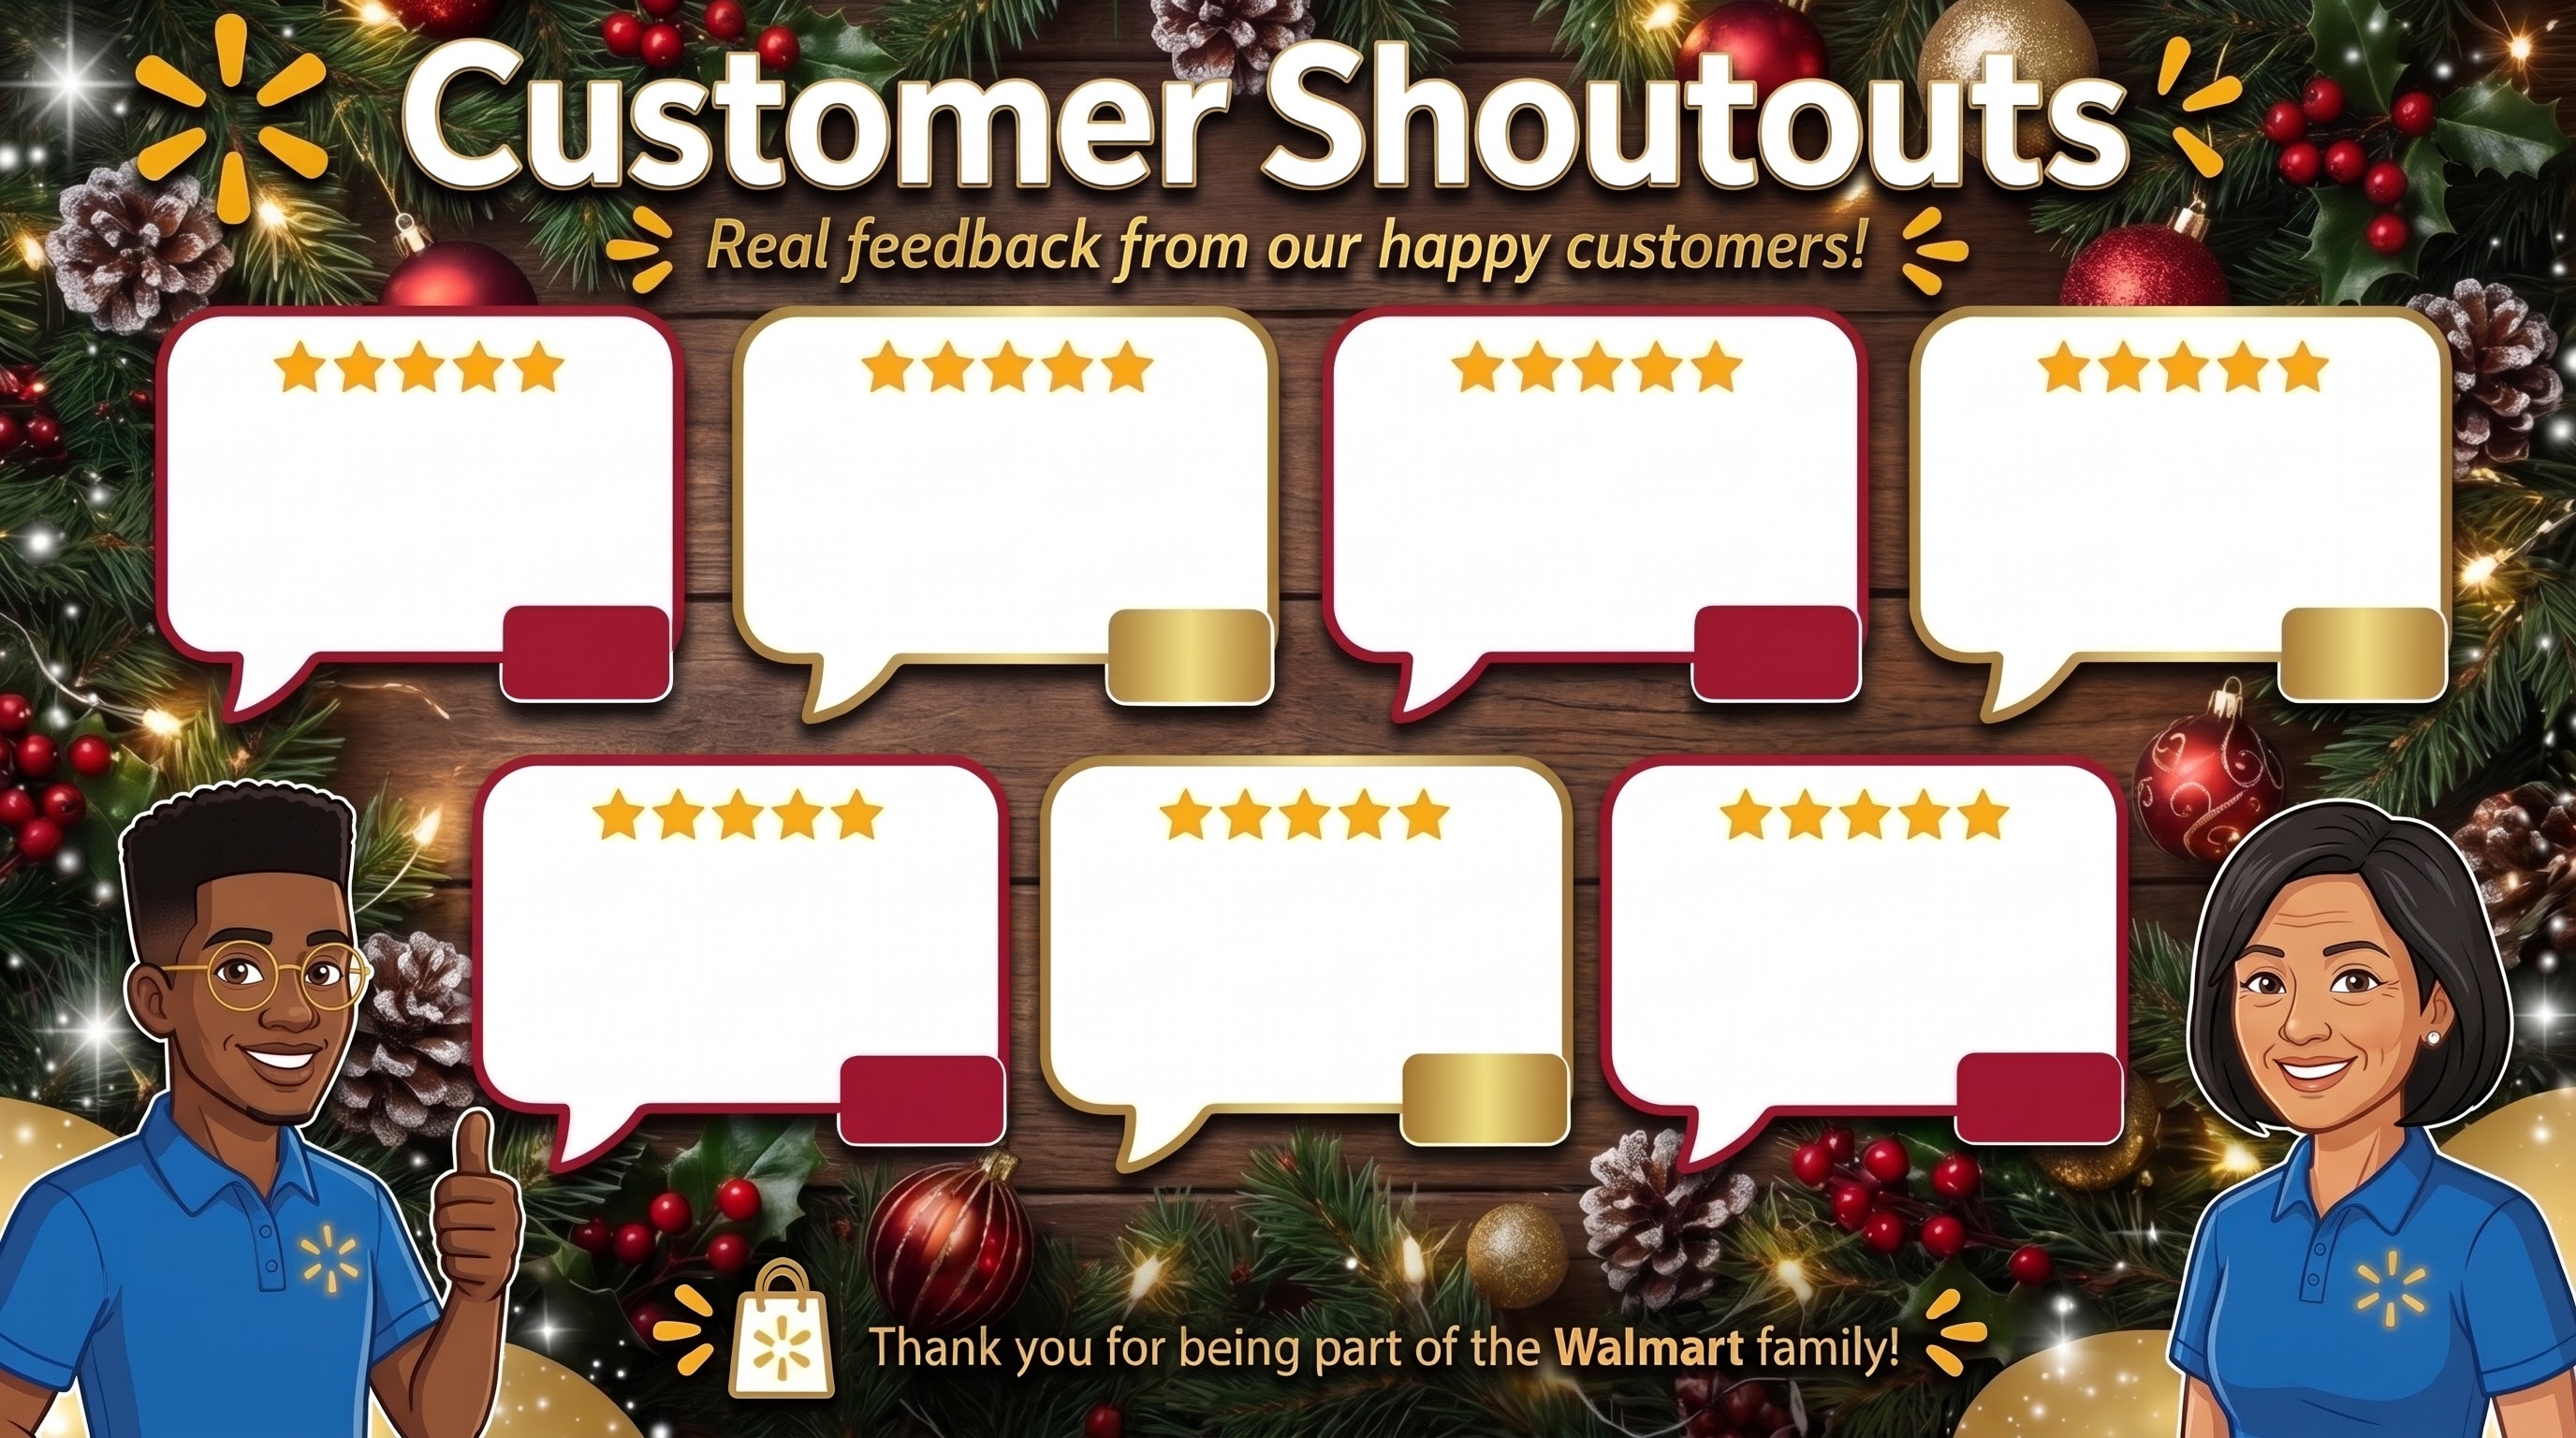 Customer Shoutouts
Real feedback from our happy customers!
Thank you for being part of the Walmart family!